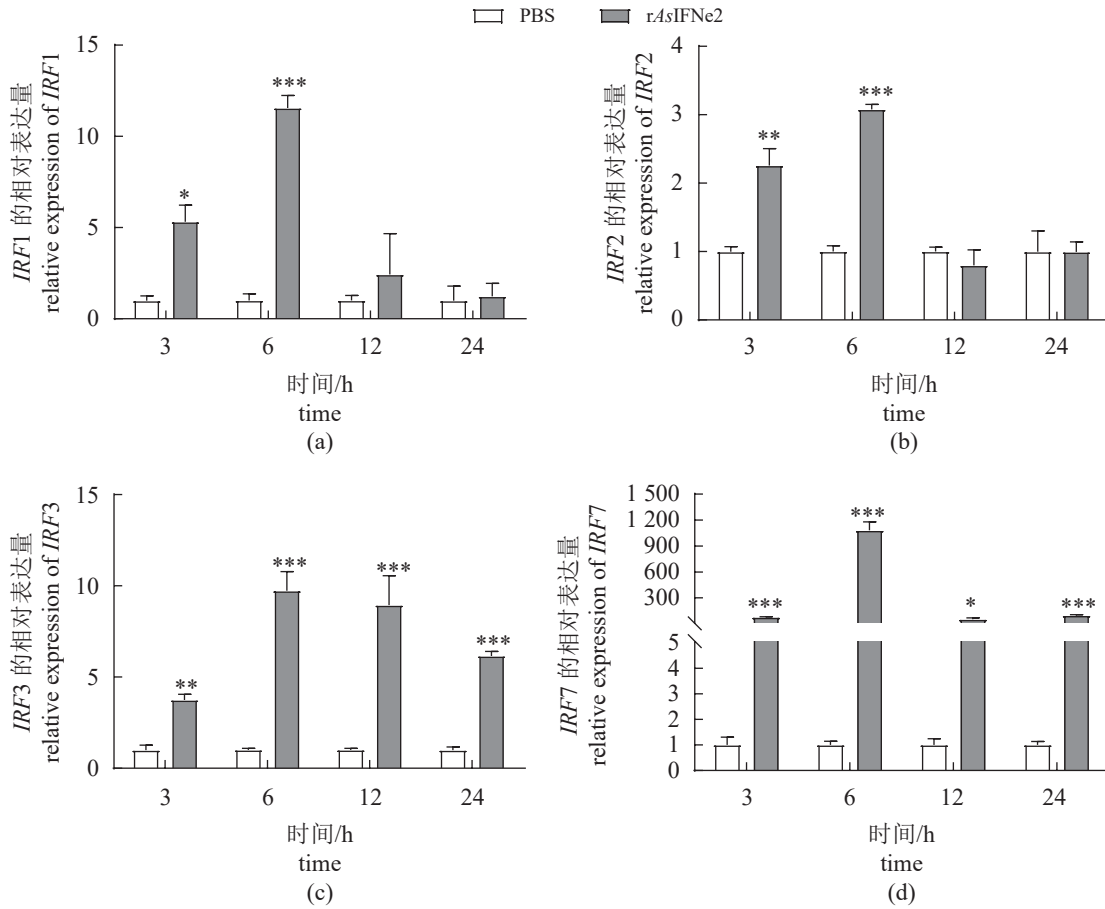 PBS rAsIFNe2
IRF1 的相对表达量
relative expression of IRF1
15
10
5
0
*
***
3 6 12 24
时间/h
time
(a)
IRF2 的相对表达量
relative expression of IRF2
4
3
2
1
0
**
***
3 6 12 24
时间/h
time
(b)
IRF3 的相对表达量
relative expression of IRF3
15
10
5
0
**
***
***
***
3 6 12 24
时间/h
time
(c)
IRF7 的相对表达量
relative expression of IRF7
1 500
1 200
900
600
300
5
4
3
2
1
0
***
***
*
***
3 6 12 24
时间/h
time
(d)